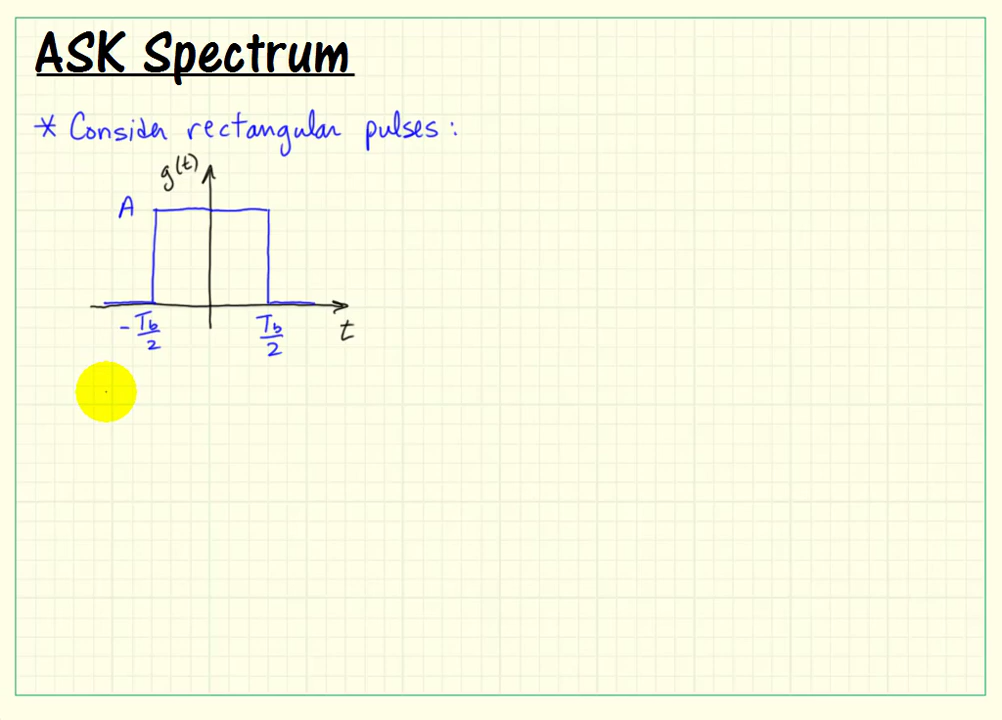 ASK Spectrum
* Consider rectangular pulses :
g(t)
A
-Tb/2 Tb/2 t